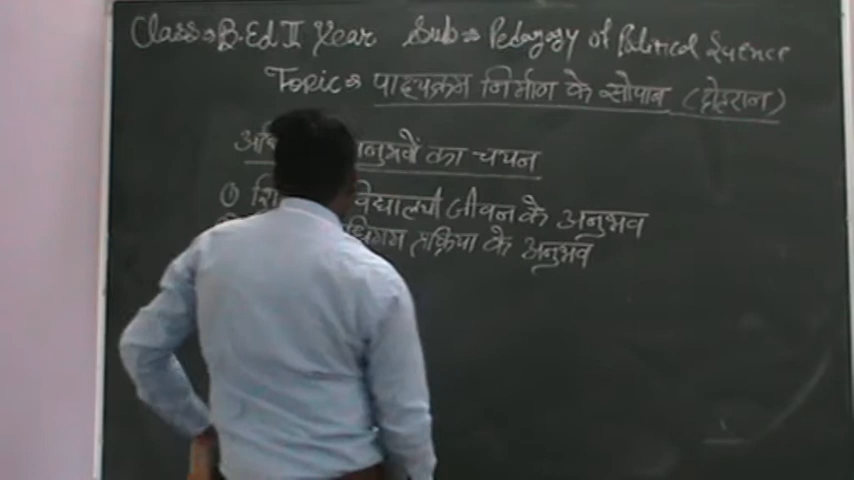 Class⇒ B.Ed II Year Sub⇒ Pedagogy of Political Science
Topic⇒ पाठ्यक्रम निर्माण के सोपान
अनुभवों का चयन
① विद्यालयी जीवन के अनुभव
प्रक्रिया के अनुभव